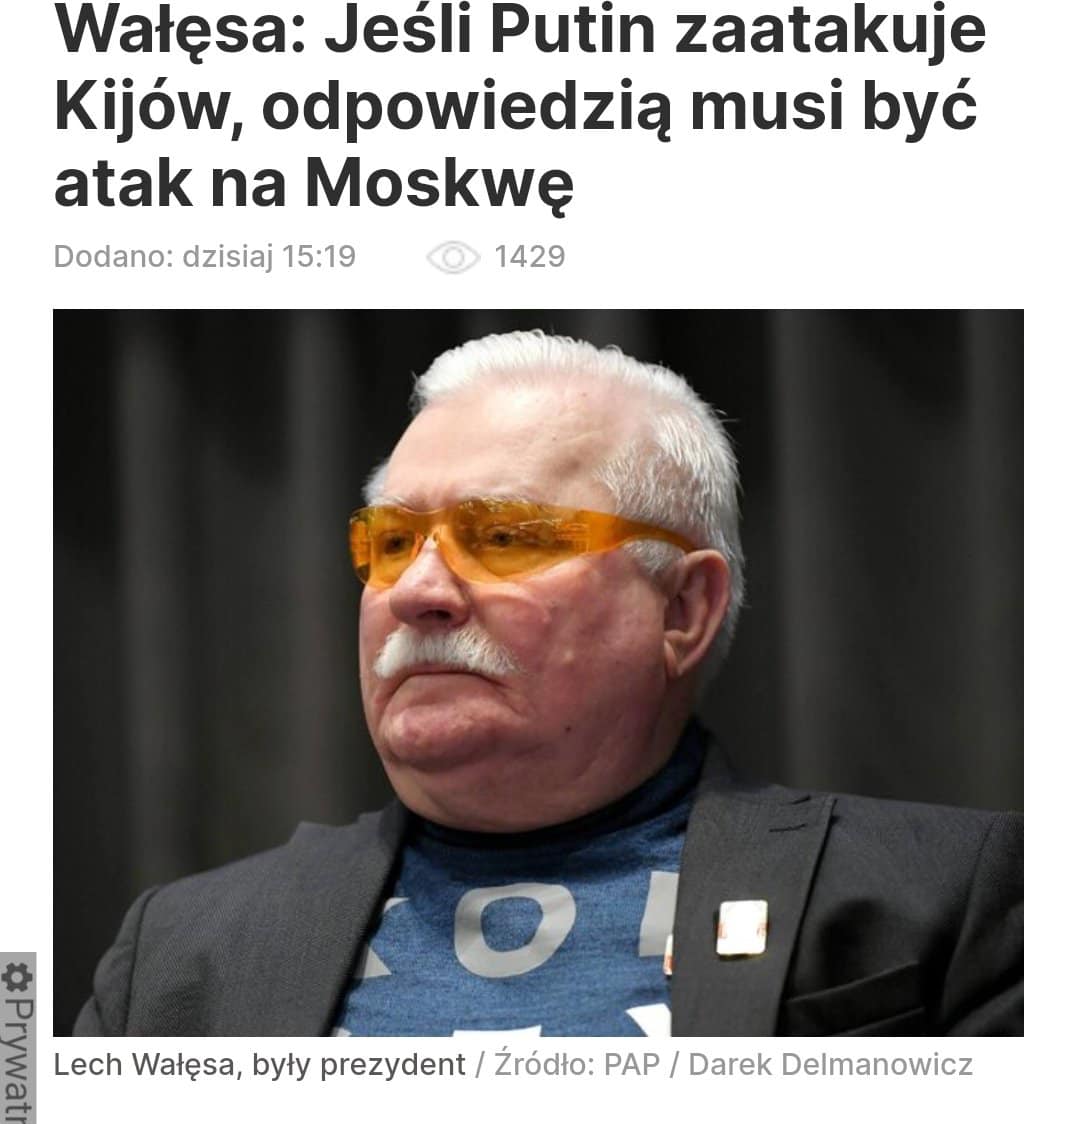 Wałęsa: Jeśli Putin zaatakuje
Kijów, odpowiedzią musi być
atak na Moskwę
Dodano: dzisiaj 15:19 1429
KO
Lech Wałęsa, były prezydent / Źródło: PAP / Darek Delmanowicz